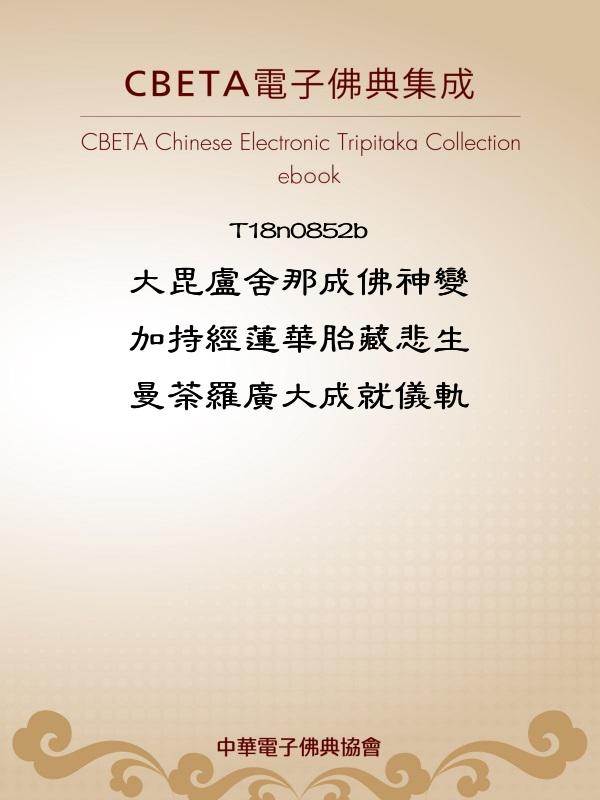 CBETA電子佛典集成
CBETA Chinese Electronic Tripitaka Collection
ebook
T18n0852b
大毘盧舍那成佛神變
加持經蓮華胎藏悲生
曼荼羅廣大成就儀軌
中華電子佛典協會